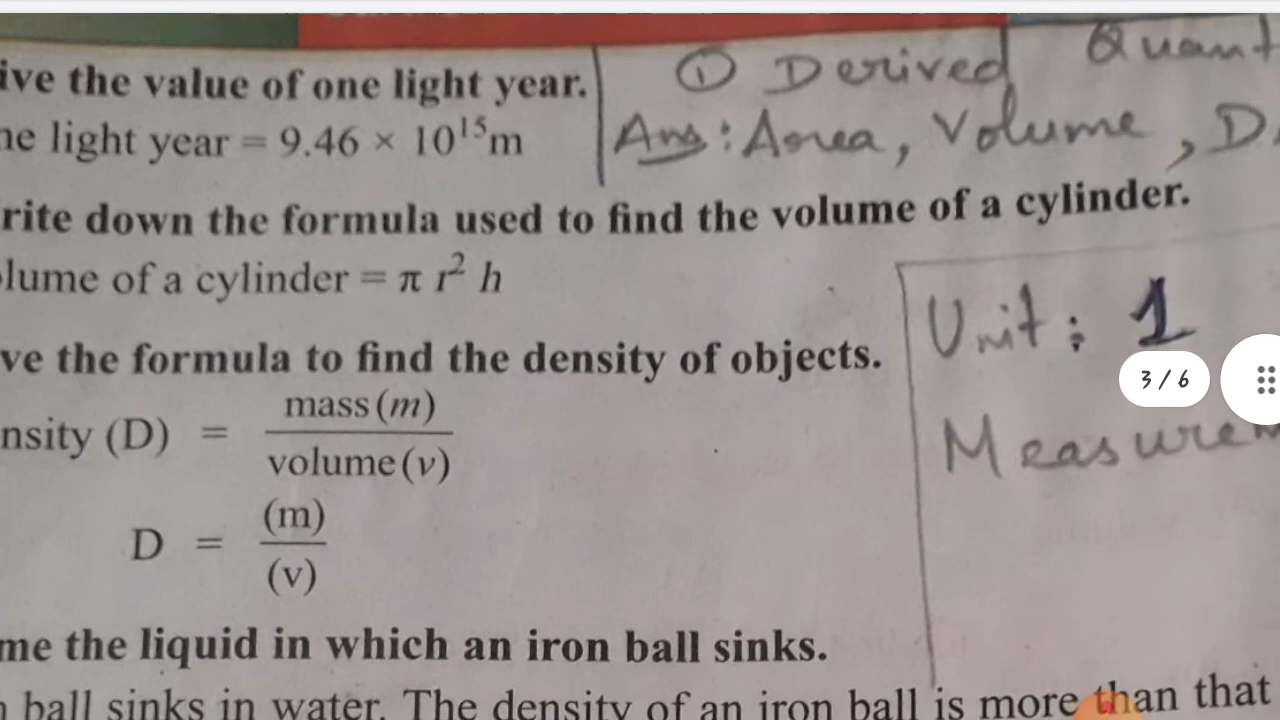 ive the value of one light year.
ne light year = 9.46 × 10¹⁵m
① Derived Quant
Ans: Area, Volume, D
rite down the formula used to find the volume of a cylinder.
lume of a cylinder = π r² h
Unit: 1
3 / 6
Measurem
ve the formula to find the density of objects.
nsity (D) = mass (m)
volume (v)
D = (m)
(v)
me the liquid in which an iron ball sinks.
n ball sinks in water. The density of an iron ball is more than that